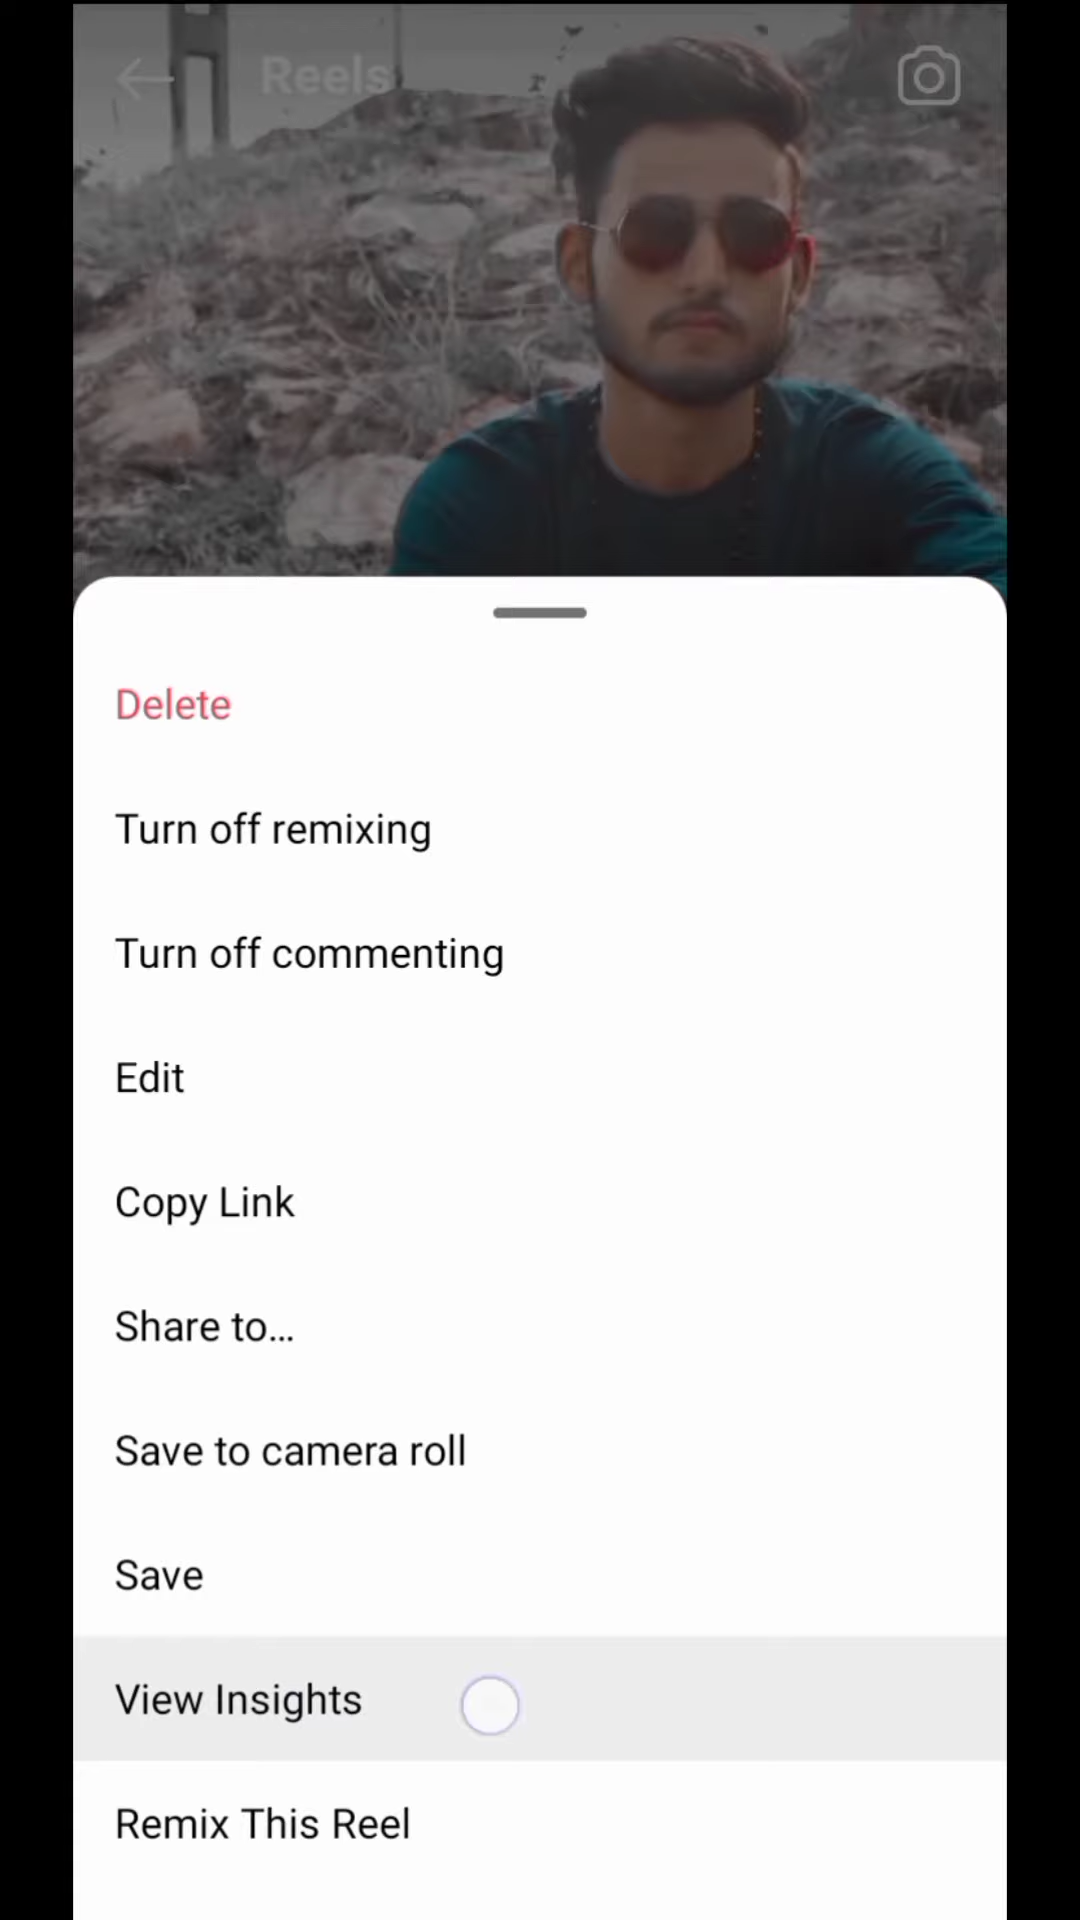 Reels
Delete
Turn off remixing
Turn off commenting
Edit
Copy Link
Share to...
Save to camera roll
Save
View Insights
Remix This Reel